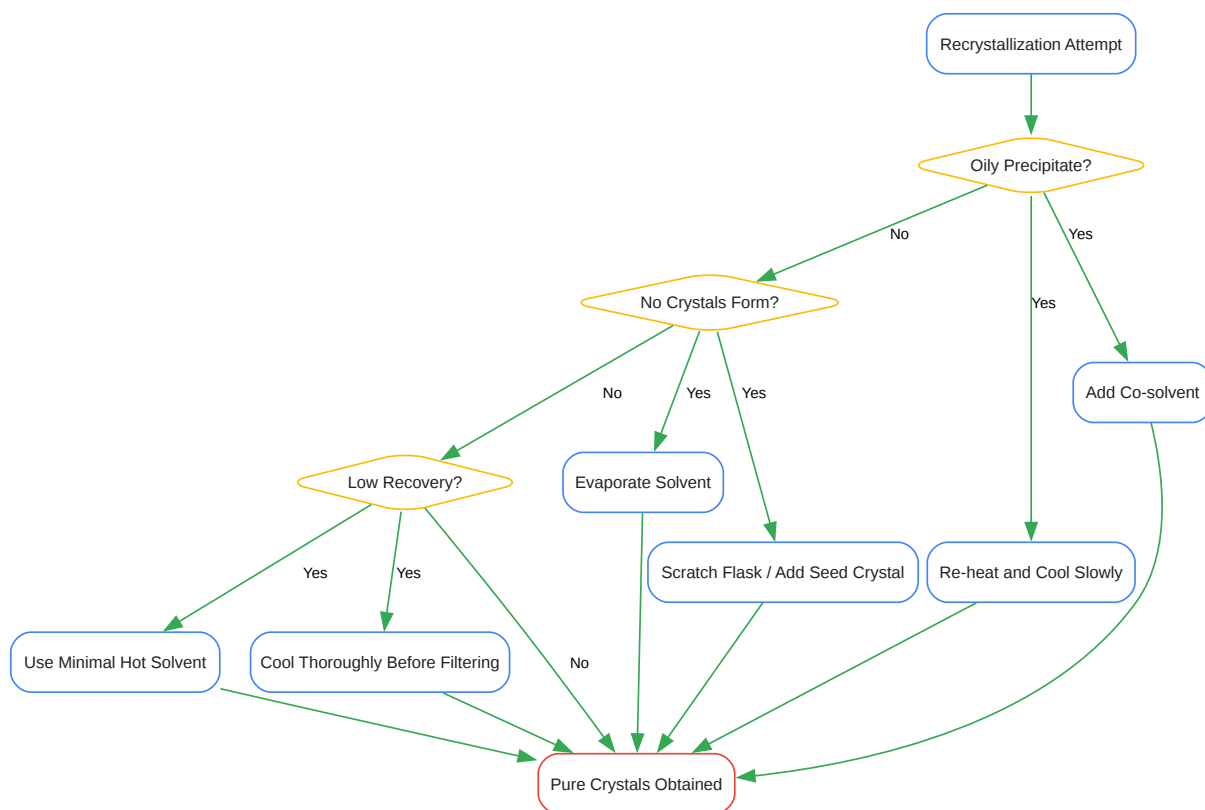 Recrystallization Attempt
Oily Precipitate?
No
Yes
No Crystals Form?
Yes
Add Co-solvent
No
Yes
Yes
Low Recovery?
Evaporate Solvent
Yes
Yes
Scratch Flask / Add Seed Crystal
Re-heat and Cool Slowly
Use Minimal Hot Solvent
Cool Thoroughly Before Filtering
No
Pure Crystals Obtained